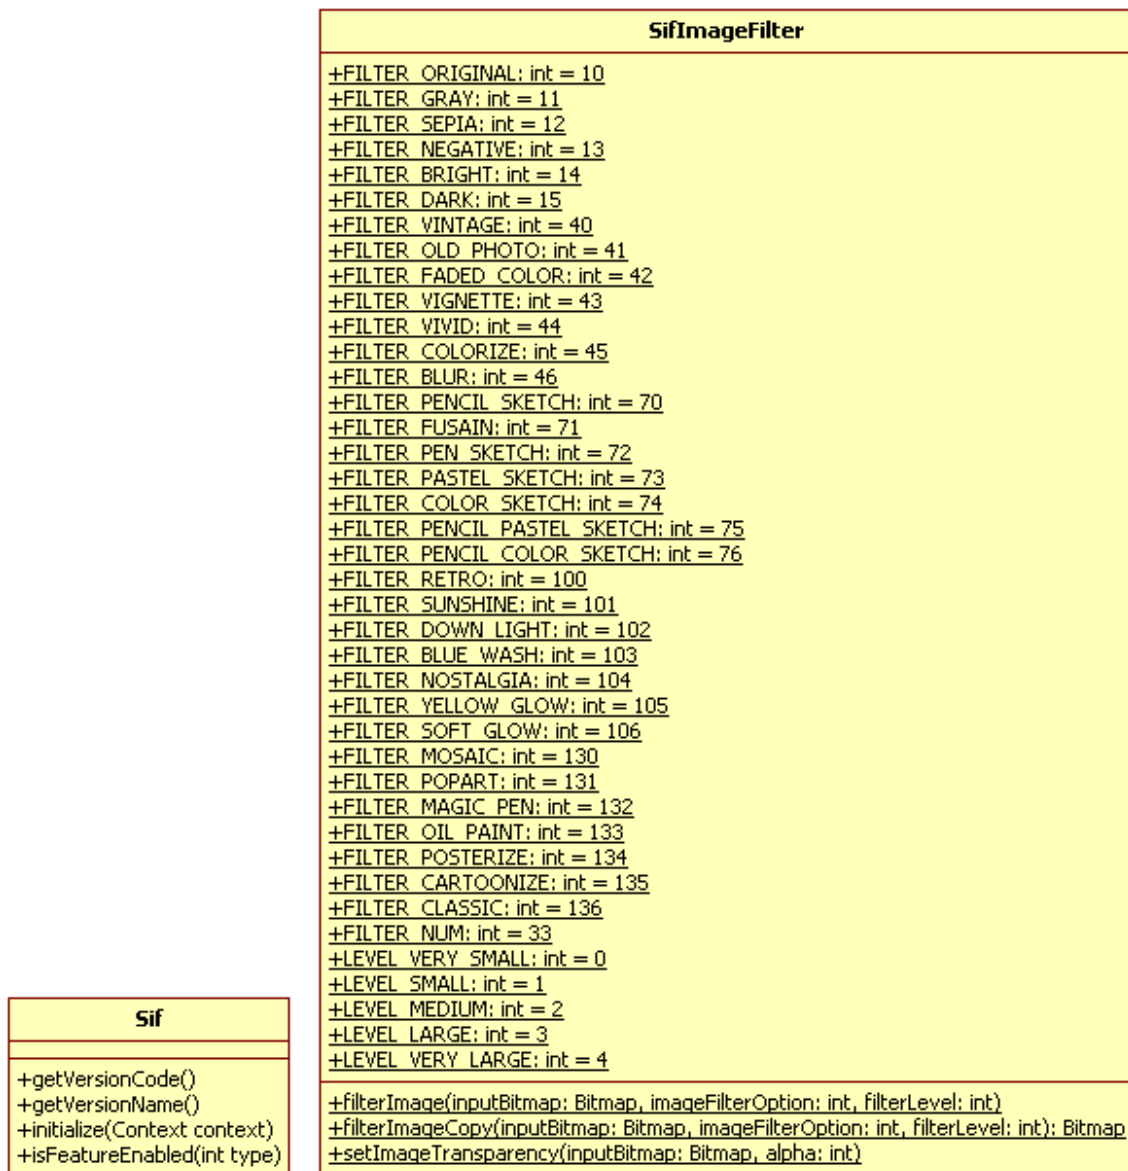 SifImageFilter
+FILTER_ORIGINAL: int = 10
+FILTER_GRAY: int = 11
+FILTER_SEPIA: int = 12
+FILTER_NEGATIVE: int = 13
+FILTER_BRIGHT: int = 14
+FILTER_DARK: int = 15
+FILTER_VINTAGE: int = 40
+FILTER_OLD_PHOTO: int = 41
+FILTER_FADED_COLOR: int = 42
+FILTER_VIGNETTE: int = 43
+FILTER_VIVID: int = 44
+FILTER_COLORIZE: int = 45
+FILTER_BLUR: int = 46
+FILTER_PENCIL_SKETCH: int = 70
+FILTER_FUSAIN: int = 71
+FILTER_PEN_SKETCH: int = 72
+FILTER_PASTEL_SKETCH: int = 73
+FILTER_COLOR_SKETCH: int = 74
+FILTER_PENCIL_PASTEL_SKETCH: int = 75
+FILTER_PENCIL_COLOR_SKETCH: int = 76
+FILTER_RETRO: int = 100
+FILTER_SUNSHINE: int = 101
+FILTER_DOWN_LIGHT: int = 102
+FILTER_BLUE_WASH: int = 103
+FILTER_NOSTALGIA: int = 104
+FILTER_YELLOW_GLOW: int = 105
+FILTER_SOFT_GLOW: int = 106
+FILTER_MOSAIC: int = 130
+FILTER_POPART: int = 131
+FILTER_MAGIC_PEN: int = 132
+FILTER_OIL_PAINT: int = 133
+FILTER_POSTERIZE: int = 134
+FILTER_CARTOONIZE: int = 135
+FILTER_CLASSIC: int = 136
+FILTER_NUM: int = 33
+LEVEL_VERY_SMALL: int = 0
+LEVEL_SMALL: int = 1
+LEVEL_MEDIUM: int = 2
+LEVEL_LARGE: int = 3
+LEVEL_VERY_LARGE: int = 4
+filterImage(inputBitmap: Bitmap, imageFilterOption: int, filterLevel: int)
+filterImageCopy(inputBitmap: Bitmap, imageFilterOption: int, filterLevel: int): Bitmap
+setImageTransparency(inputBitmap: Bitmap, alpha: int)
Sif
+getVersionCode()
+getVersionName()
+initialize(Context context)
+isFeatureEnabled(int type)